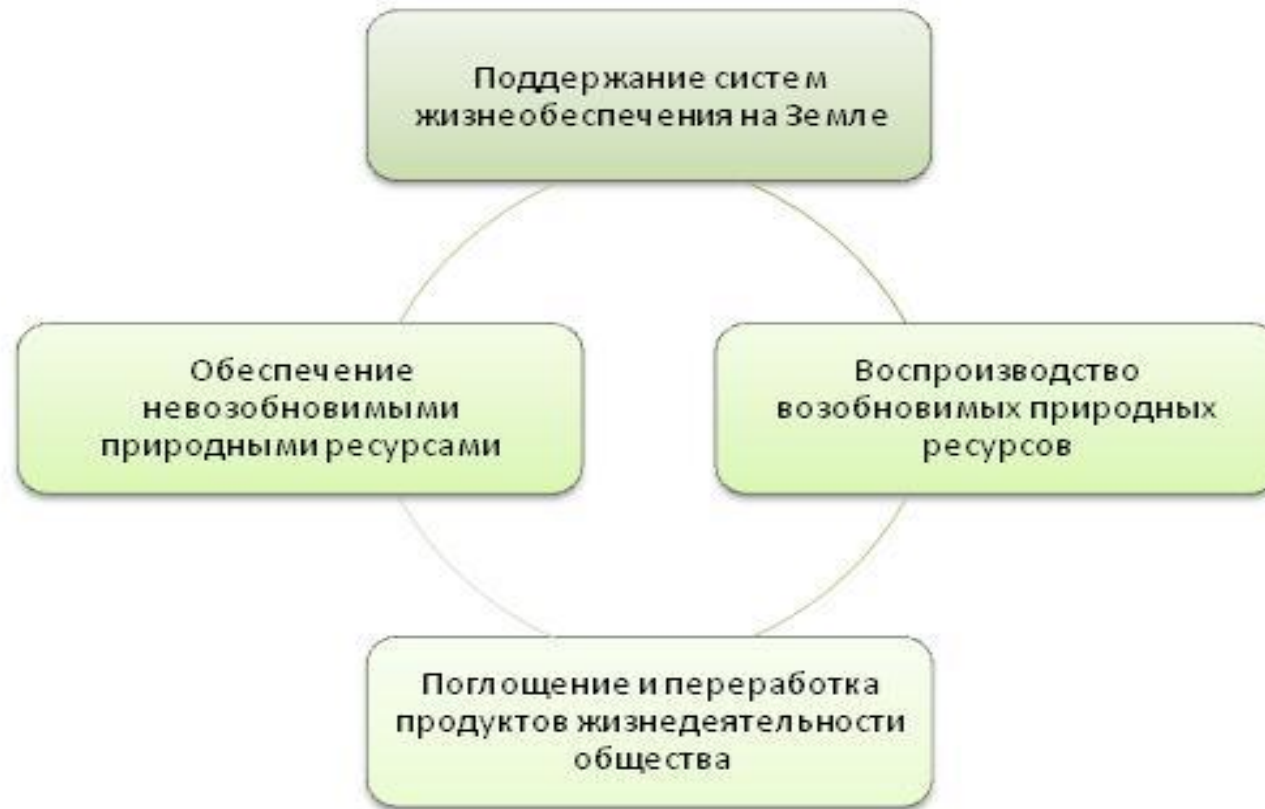 Поддержание систем
жизнеобеспечения на Земле
Обеспечение
невозобновимыми
природными ресурсами
Воспроизводство
возобновимых природных
ресурсов
Поглощение и переработка
продуктов жизнедеятельности
общества